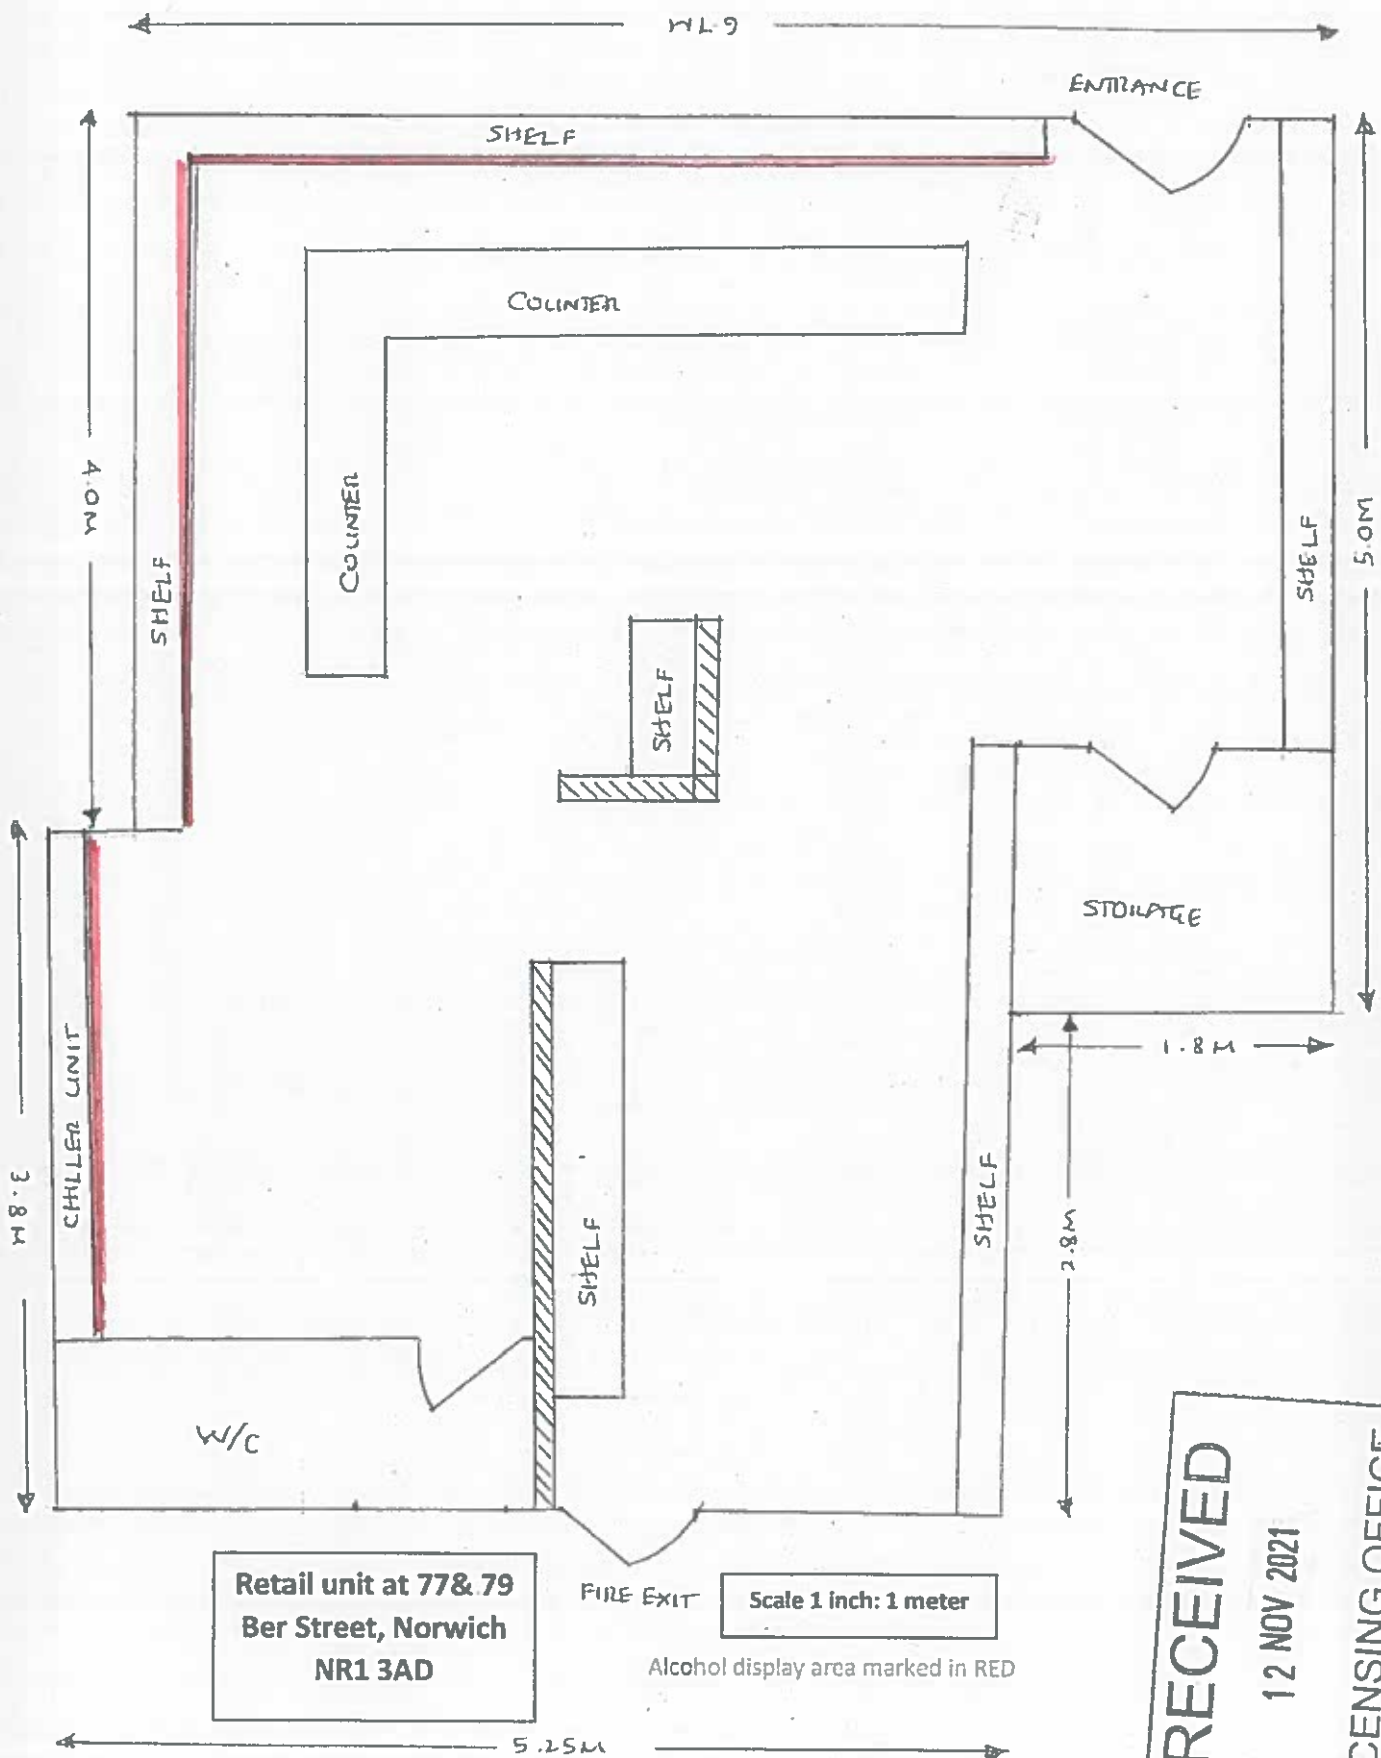 6.7M
ENTRANCE
SHELF
COUNTER
COUNTER
4.0M
SHELF
SHELF
SHELF
5.0M
STORAGE
1.8M
CHILLER UNIT
3.8M
SHELF
SHELF
2.8M
W/C
FIRE EXIT
Retail unit at 77& 79
Ber Street, Norwich
NR1 3AD
Scale 1 inch: 1 meter
Alcohol display area marked in RED
5.25M
RECEIVED
12 NOV 2021
CENSING OFFICE